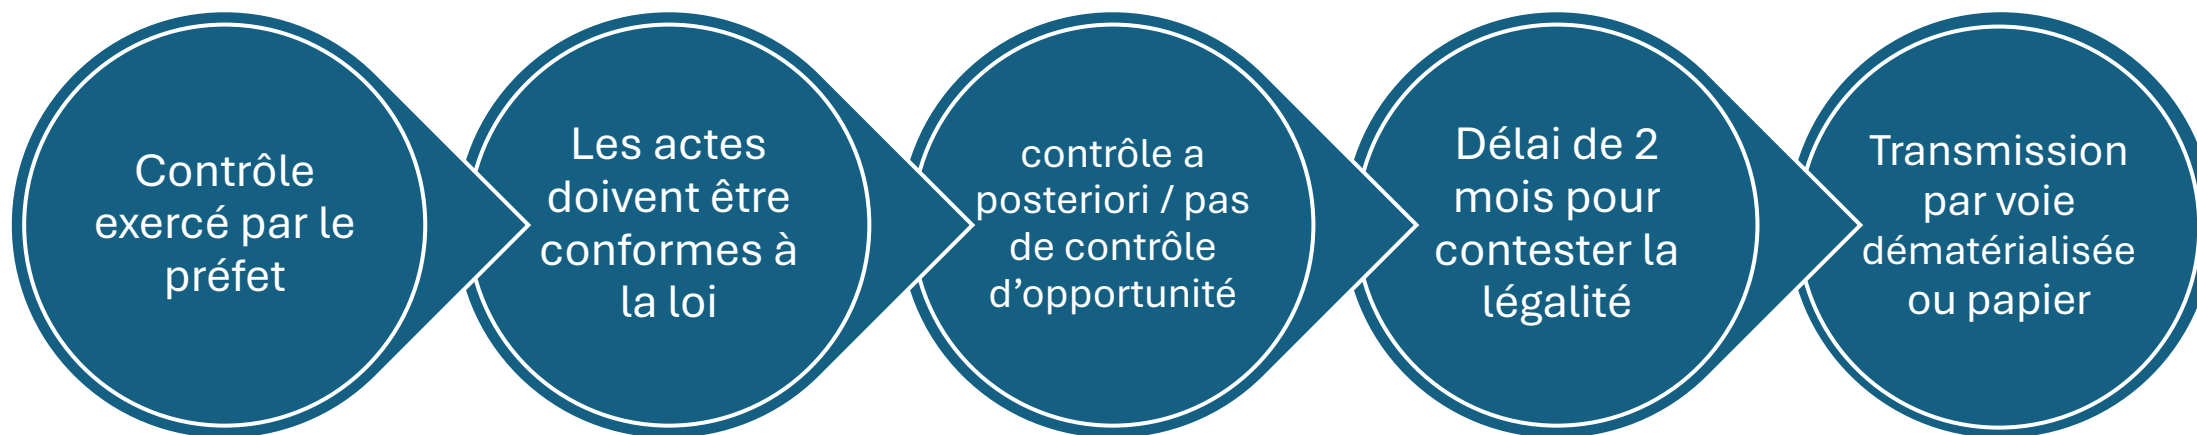 Contrôle
exercé par le
préfet
Les actes
doivent être
conformes à
la loi
contrôle a
posteriori / pas
de contrôle
d’opportunité
Délai de 2
mois pour
contester la
légalité
Transmission
par voie
dématérialisée
ou papier